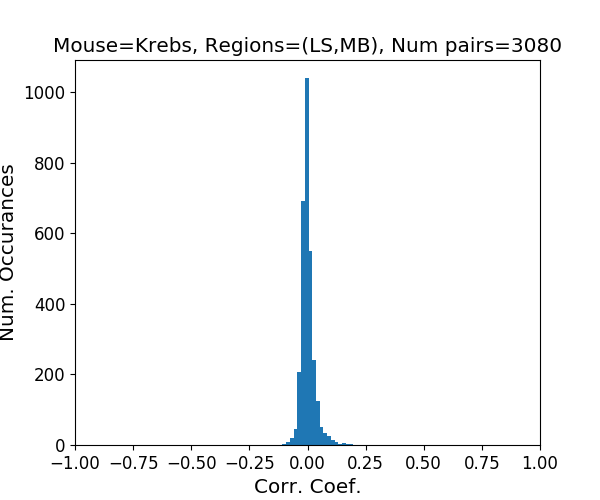 Mouse=Krebs, Regions=(LS,MB), Num pairs=3080
1000
800
600
400
200
0
Num. Occurances
−1.00 −0.75 −0.50 −0.25 0.00 0.25 0.50 0.75 1.00
Corr. Coef.